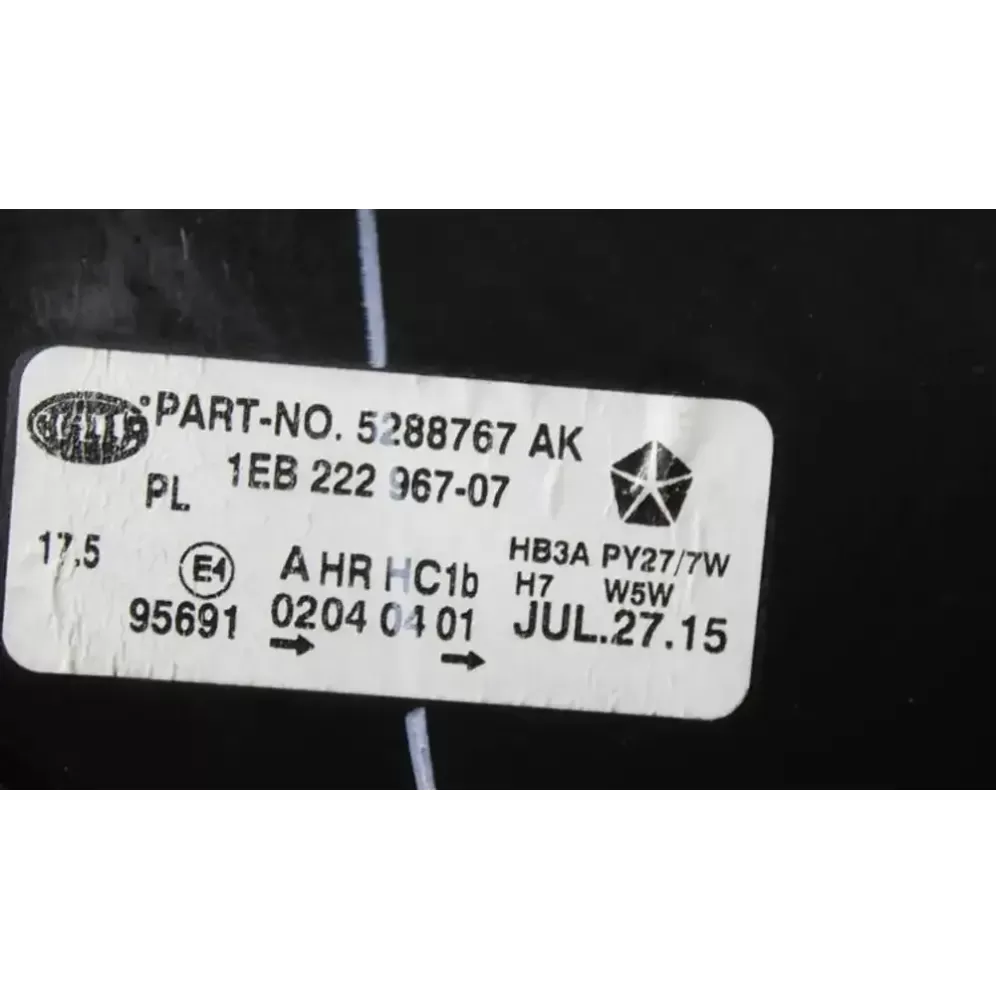 HELLA
PART-NO. 5288767 AK
1EB 222 967-07
PL
17,5
E4
A HR HC1b
HB3A PY27/7W
H7 W5W
95691 0204 04 01 JUL.27.15